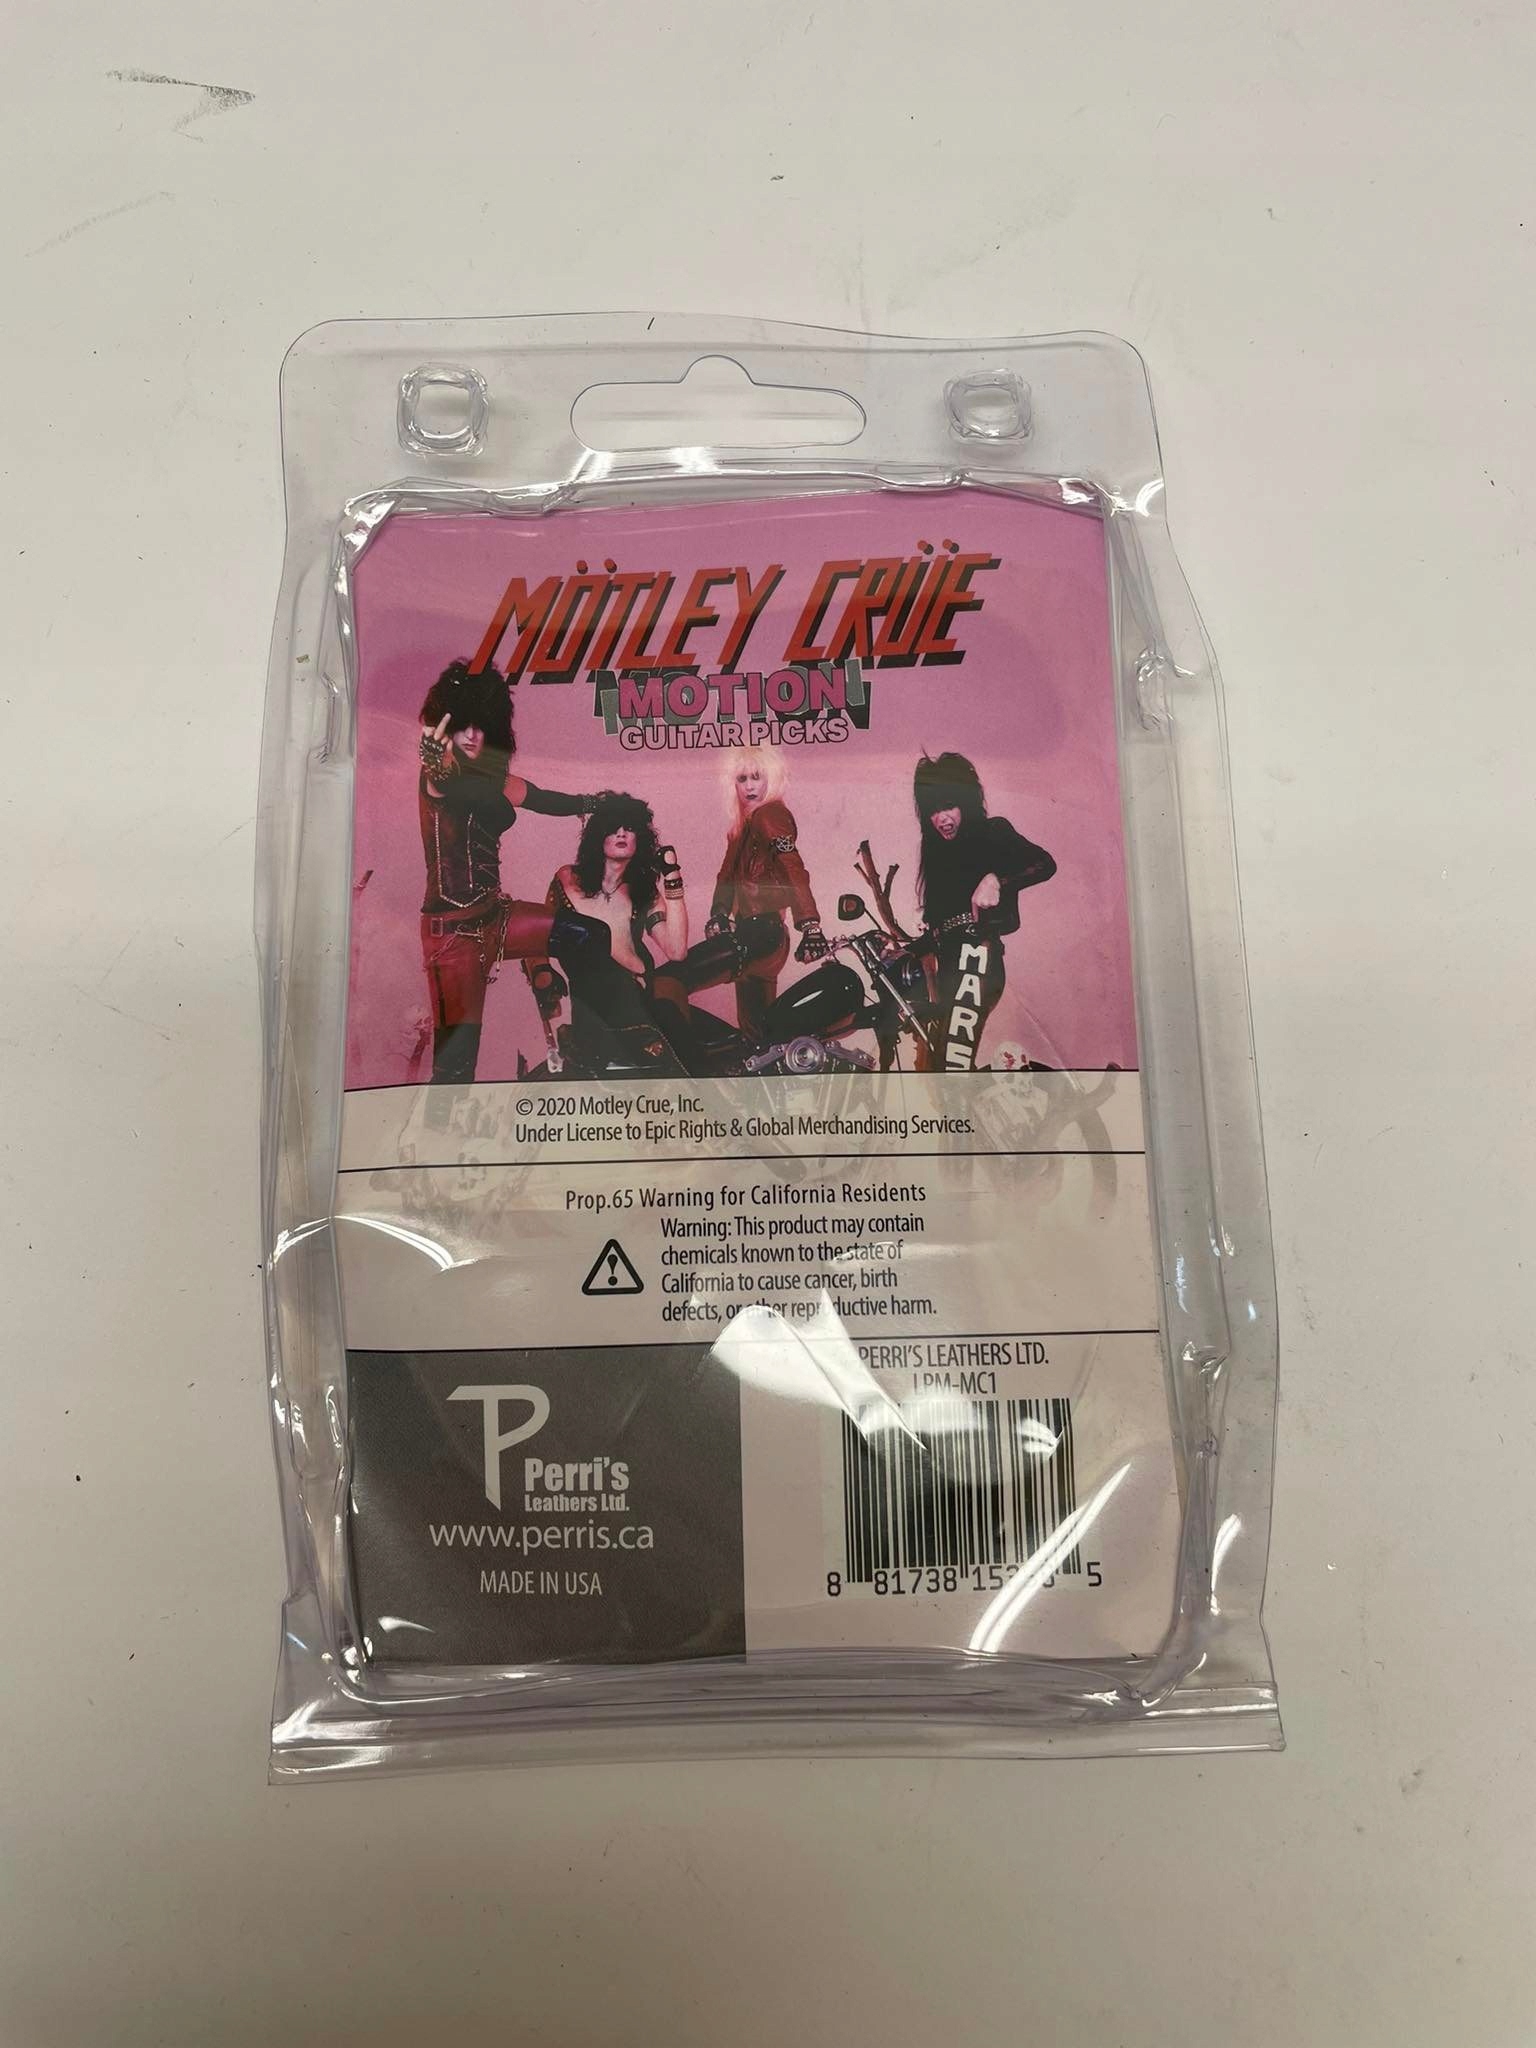 MÖTLEY CRÜE
MOTION
GUITAR PICKS
MARS
© 2020 Motley Crue, Inc.
Under License to Epic Rights & Global Merchandising Services.
Prop.65 Warning for California Residents
Warning: This product may contain
chemicals known to the state of
California to cause cancer, birth
defects, or other reproductive harm.
PERRI'S LEATHERS LTD.
LPM-MC1
Perri's
Leathers Ltd.
www.perris.ca
MADE IN USA
8 81738 5